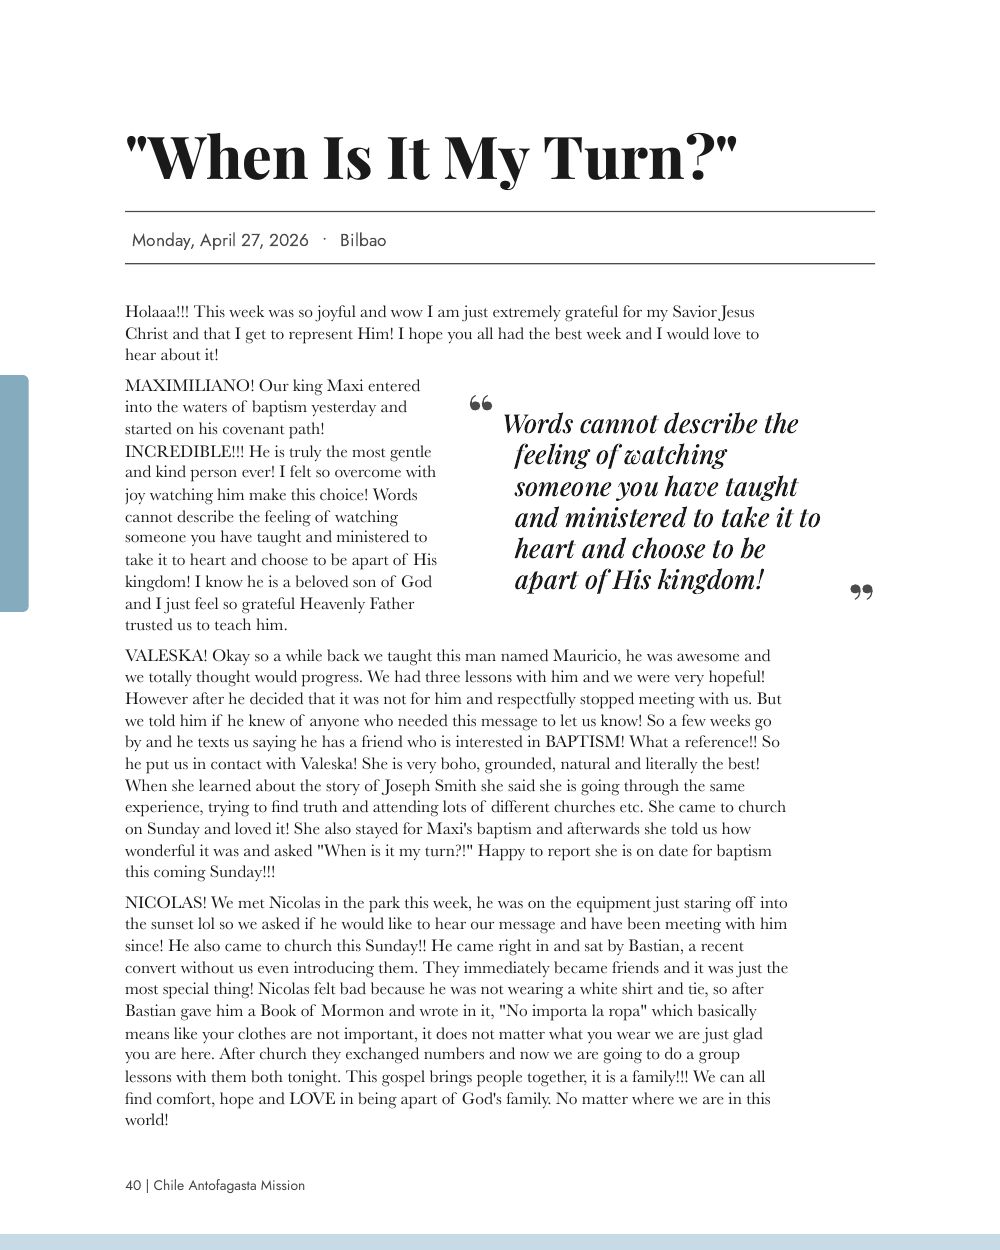 "When Is It My Turn?"
Monday, April 27, 2026 · Bilbao
Holaaa!!! This week was so joyful and wow I am just extremely grateful for my Savior Jesus
Christ and that I get to represent Him! I hope you all had the best week and I would love to
hear about it!
MAXIMILIANO! Our king Maxi entered
into the waters of baptism yesterday and
started on his covenant path!
INCREDIBLE!!! He is truly the most gentle
and kind person ever! I felt so overcome with
joy watching him make this choice! Words
cannot describe the feeling of watching
someone you have taught and ministered to
take it to heart and choose to be apart of His
kingdom! I know he is a beloved son of God
and I just feel so grateful Heavenly Father
trusted us to teach him.
“Words cannot describe the
feeling of watching
someone you have taught
and ministered to take it to
heart and choose to be
apart of His kingdom!”
VALESKA! Okay so a while back we taught this man named Mauricio, he was awesome and
we totally thought would progress. We had three lessons with him and we were very hopeful!
However after he decided that it was not for him and respectfully stopped meeting with us. But
we told him if he knew of anyone who needed this message to let us know! So a few weeks go
by and he texts us saying he has a friend who is interested in BAPTISM! What a reference!! So
he put us in contact with Valeska! She is very boho, grounded, natural and literally the best!
When she learned about the story of Joseph Smith she said she is going through the same
experience, trying to find truth and attending lots of different churches etc. She came to church
on Sunday and loved it! She also stayed for Maxi's baptism and afterwards she told us how
wonderful it was and asked "When is it my turn?!" Happy to report she is on date for baptism
this coming Sunday!!!
NICOLAS! We met Nicolas in the park this week, he was on the equipment just staring off into
the sunset lol so we asked if he would like to hear our message and have been meeting with him
since! He also came to church this Sunday!! He came right in and sat by Bastian, a recent
convert without us even introducing them. They immediately became friends and it was just the
most special thing! Nicolas felt bad because he was not wearing a white shirt and tie, so after
Bastian gave him a Book of Mormon and wrote in it, "No importa la ropa" which basically
means like your clothes are not important, it does not matter what you wear we are just glad
you are here. After church they exchanged numbers and now we are going to do a group
lessons with them both tonight. This gospel brings people together, it is a family!!! We can all
find comfort, hope and LOVE in being apart of God's family. No matter where we are in this
world!
40 | Chile Antofagasta Mission